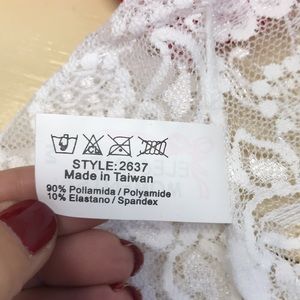 STYLE:2637
Made in Taiwan
90% Poliamida / Polyamide
10% Elastano / Spandex